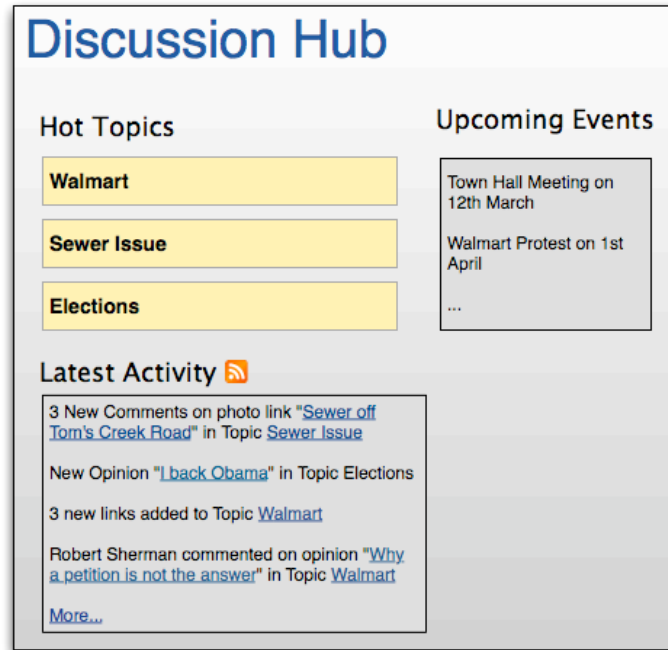 Discussion Hub
Hot Topics
Walmart
Sewer Issue
Elections
Upcoming Events
Town Hall Meeting on
12th March
Walmart Protest on 1st
April
...
Latest Activity
3 New Comments on photo link "Sewer off
Tom's Creek Road" in Topic Sewer Issue
New Opinion "I back Obama" in Topic Elections
3 new links added to Topic Walmart
Robert Sherman commented on opinion "Why
a petition is not the answer" in Topic Walmart
More...